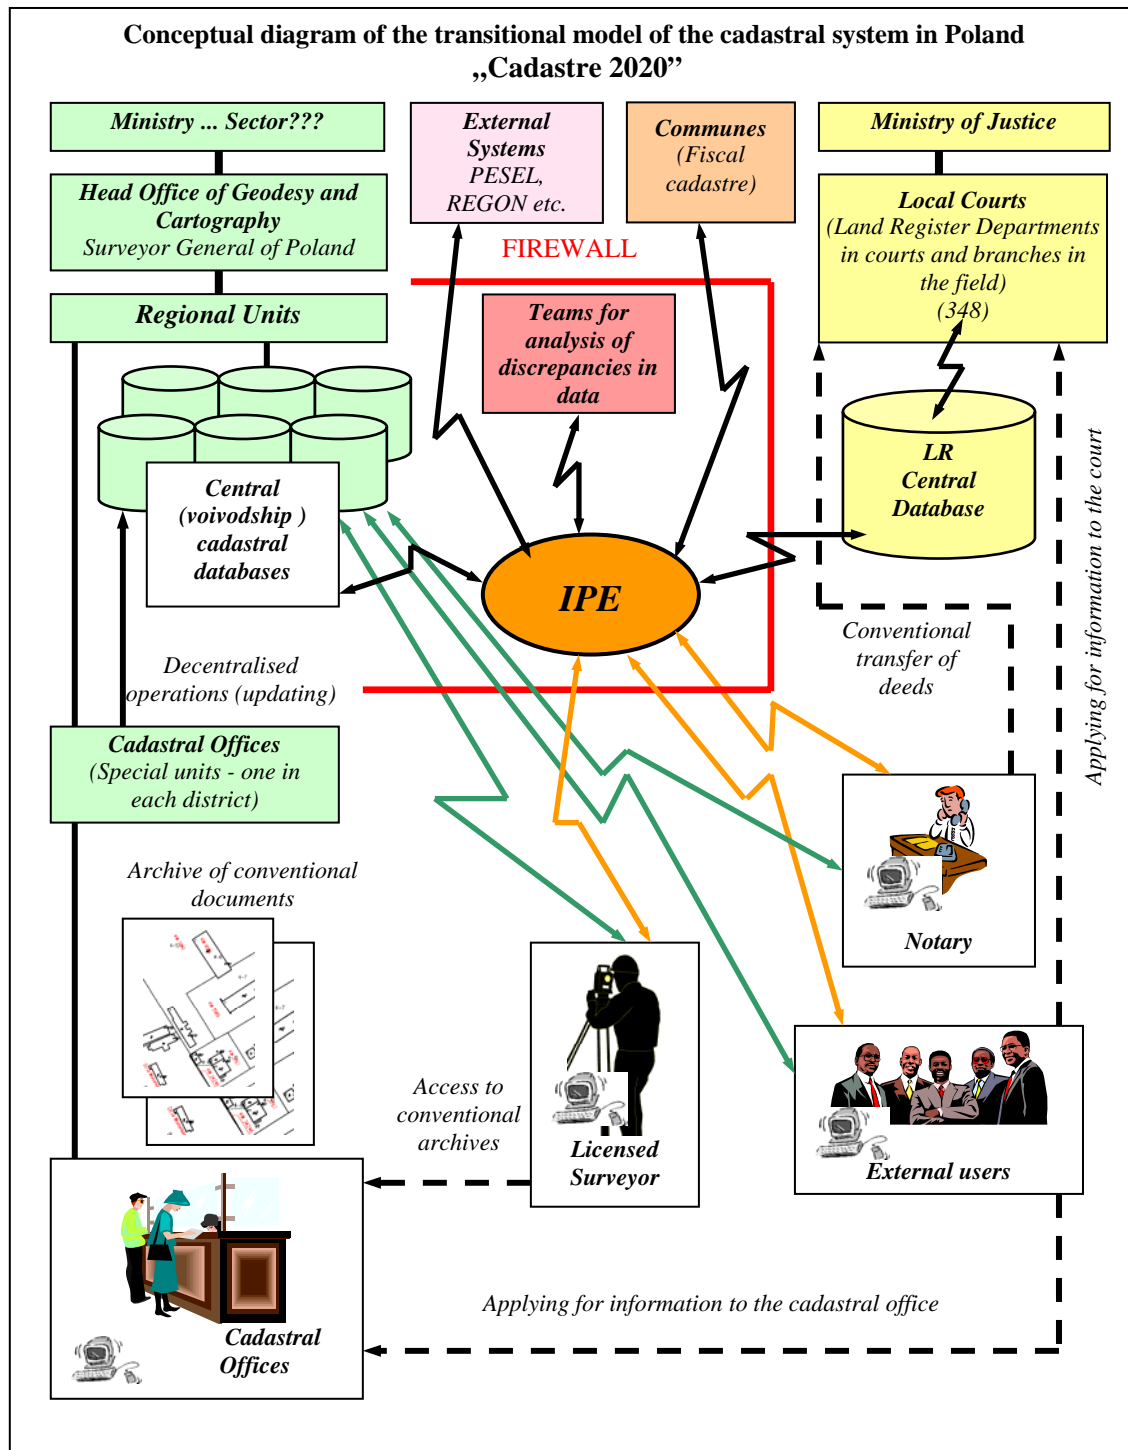 Conceptual diagram of the transitional model of the cadastral system in Poland
„Cadastre 2020”
Ministry ... Sector???
External
Systems
PESEL,
REGON etc.
Communes
(Fiscal
cadastre)
Ministry of Justice
Head Office of Geodesy and
Cartography
Surveyor General of Poland
Local Courts
(Land Register Departments
in courts and branches in
the field)
(348)
FIREWALL
Regional Units
Teams for
analysis of
discrepancies in
data
LR
Central
Database
Central
(voivodship )
cadastral
databases
IPE
Applying for information to the court
Conventional
transfer of
deeds
Decentralised
operations (updating)
Cadastral Offices
(Special units - one in
each district)
Archive of conventional
documents
Notary
Access to
conventional
archives
Licensed
Surveyor
External users
Applying for information to the cadastral office
Cadastral
Offices